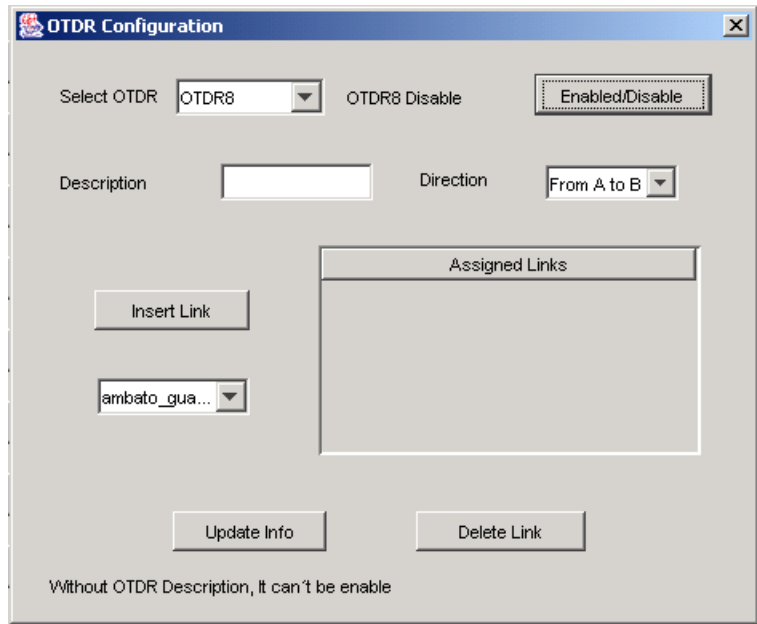 OTDR Configuration
Select OTDR OTDR8 OTDR8 Disable Enabled/Disable
Description Direction From A to B
Assigned Links
Insert Link
ambato_gua...
Update Info Delete Link
Without OTDR Description, It can´t be enable